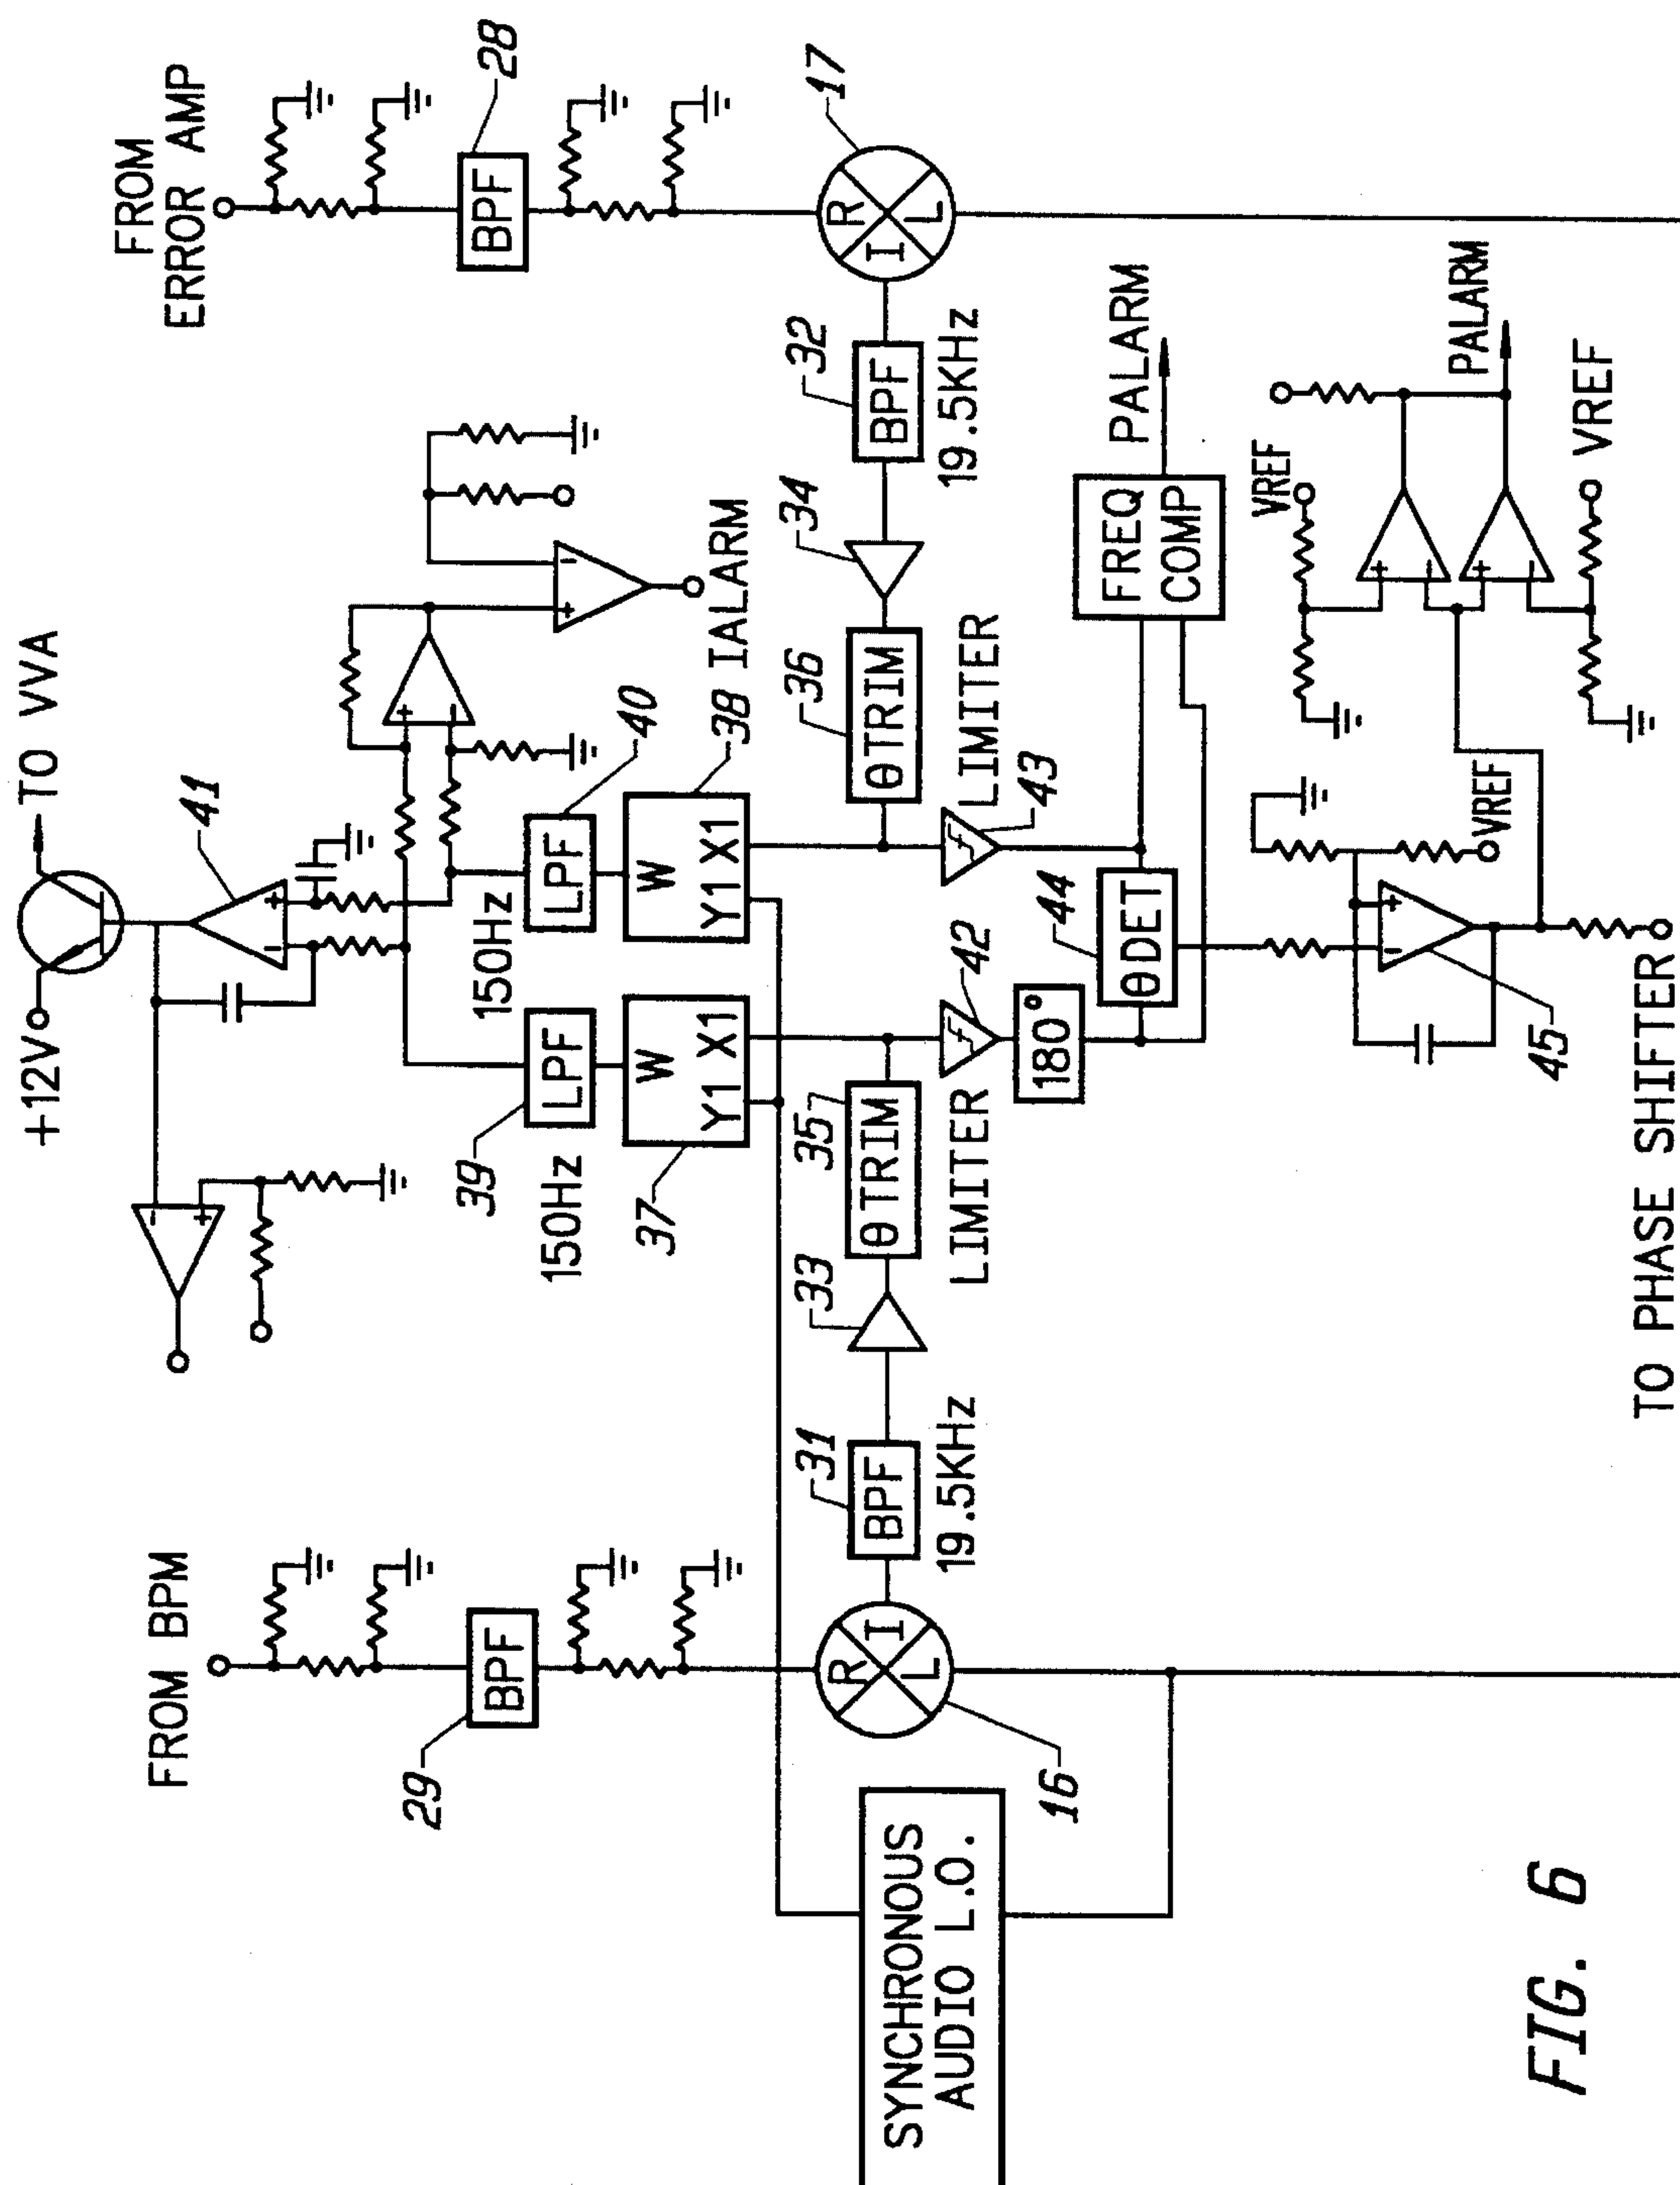 FROM BPM
29
BPF
SYNCHRONOUS
AUDIO L.O.
16
R
I
L
31
BPF
19.5KHz
33
35
θTRIM
LIMITER
42
180°
+12V
TO VVA
41
39
LPF
150Hz
37
W
Y1 X1
150Hz
LPF
40
W
Y1 X1
38
IALARM
-
+
-
+
+
-
-
+
36
θTRIM
34
32
BPF
19.5KHz
FROM
ERROR AMP
28
BPF
17
R
I
L
LIMITER
43
44
θDET
FREQ
COMP
PALARM
VREF
VREF
+
-
+
-
PALARM
VREF
-
+
45
TO PHASE SHIFTER
FIG. 6